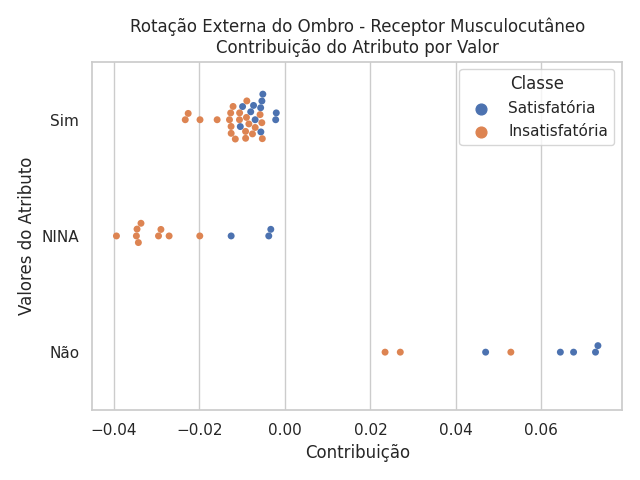 Rotação Externa do Ombro - Receptor Musculocutâneo
Contribuição do Atributo por Valor
Classe
Satisfatória
Insatisfatória
Valores do Atributo
Sim
NINA
Não
−0.04 −0.02 0.00 0.02 0.04 0.06
Contribuição